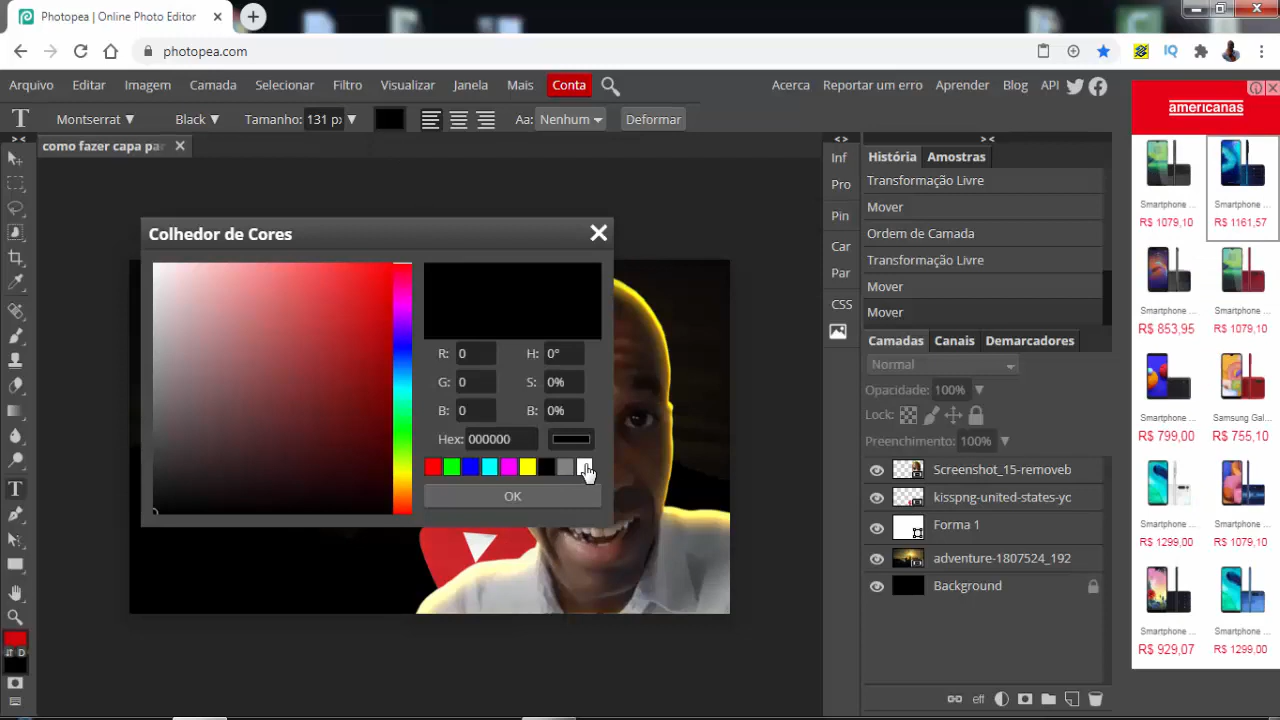 Photopea | Online Photo Editor
photopea.com
Arquivo Editar Imagem Camada Selecionar Filtro Visualizar Janela Mais Conta
Acerca Reportar um erro Aprender Blog API
Montserrat Black Tamanho: 131 px Aa: Nenhum Deformar
como fazer capa par
Colhedor de Cores
R: 0 H: 0°
G: 0 S: 0%
B: 0 B: 0%
Hex: 000000
OK
Inf
Pro
Pin
Car
Par
CSS
História Amostras
Transformação Livre
Mover
Ordem de Camada
Transformação Livre
Mover
Mover
Camadas Canais Demarcadores
Normal
Opacidade: 100%
Lock:
Preenchimento: 100%
Screenshot_15-removeb
kisspng-united-states-yc
Forma 1
adventure-1807524_192
Background
eff
americanas
Smartphone ... Smartphone ...
R$ 1079,10 R$ 1161,57
Smartphone ... Smartphone ...
R$ 853,95 R$ 1079,10
Smartphone ... Samsung Gal...
R$ 799,00 R$ 755,10
Smartphone ... Smartphone ...
R$ 1299,00 R$ 1079,10
Smartphone ... Smartphone ...
R$ 929,07 R$ 1299,00